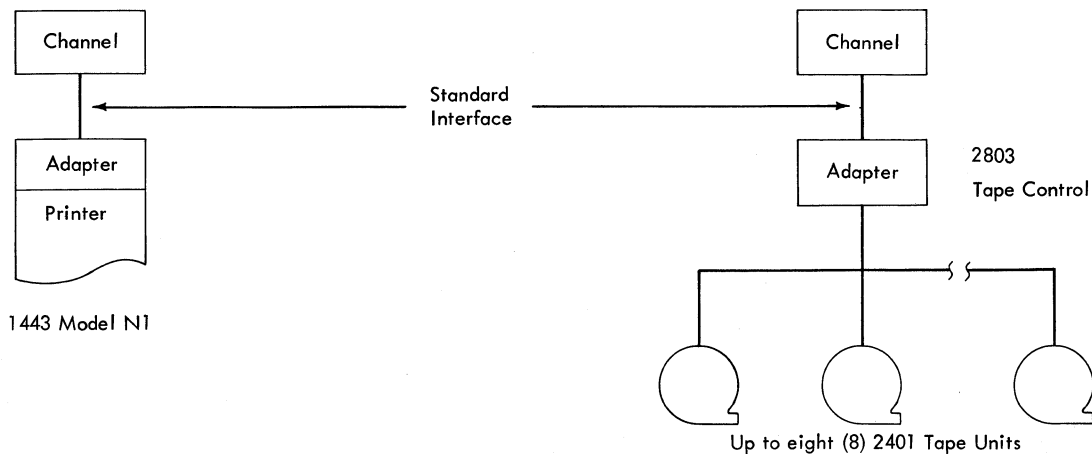 Channel
Adapter
Printer
1443 Model N1
Standard
Interface
Channel
Adapter
2803
Tape Control
Up to eight (8) 2401 Tape Units